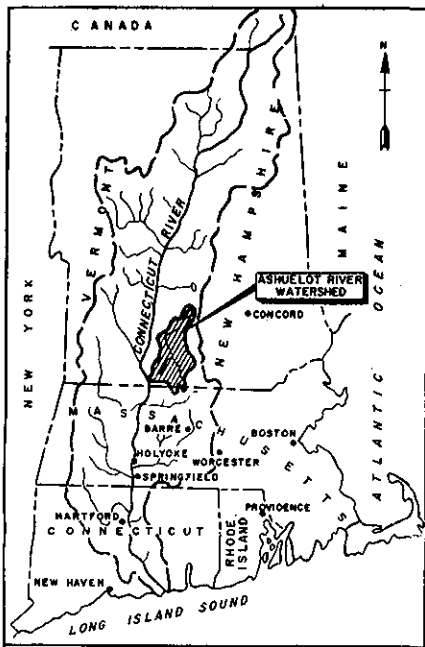 CANADA
N
VERMONT
NEW HAMPSHIRE
MAINE
CONNECTICUT RIVER
NEW YORK
ASHUELOT RIVER
WATERSHED
CONCORD
ATLANTIC OCEAN
MASSACHUSETTS
BARRE
BOSTON
HOLYOKE
WORCESTER
SPRINGFIELD
HARTFORD
PROVIDENCE
CONNECTICUT
RHODE
ISLAND
NEW HAVEN
LONG ISLAND SOUND